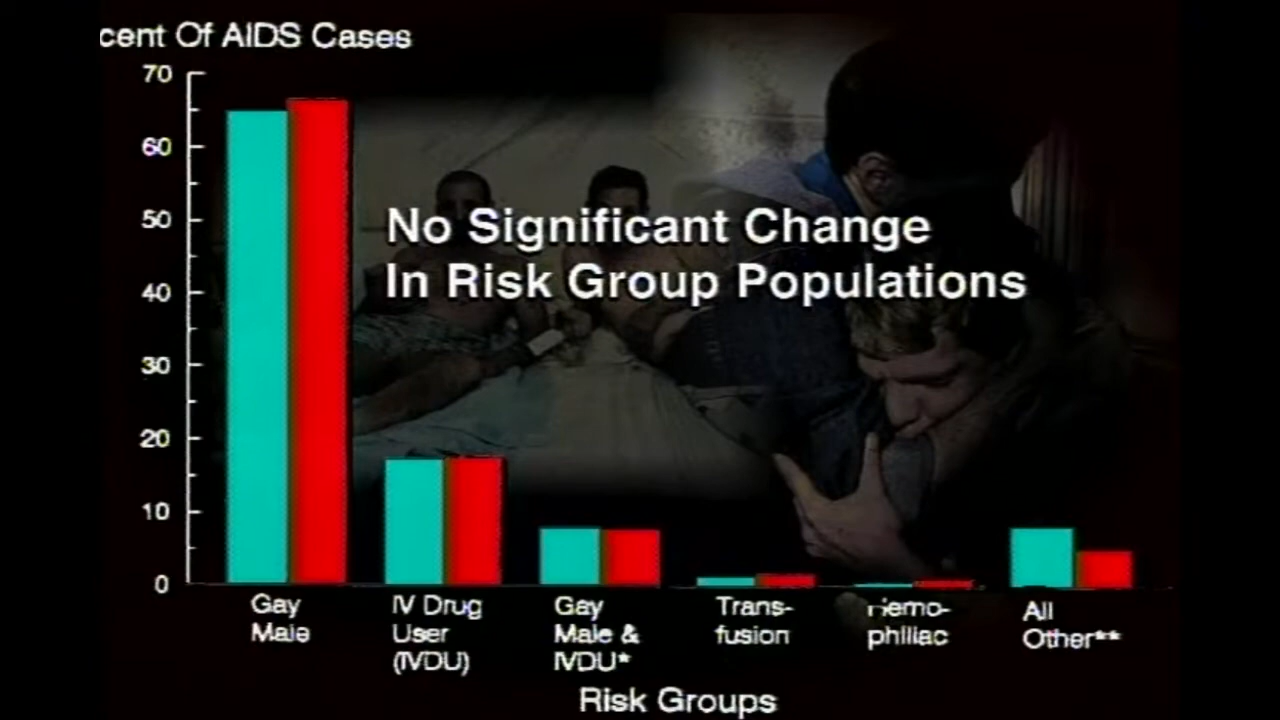 cent Of AIDS Cases
70
60
50
40
30
20
10
0
No Significant Change
In Risk Group Populations
Gay
Male
IV Drug
User
(IVDU)
Gay
Male &
IVDU*
Trans-
fusion
Hemo-
philiac
All
Other**
Risk Groups